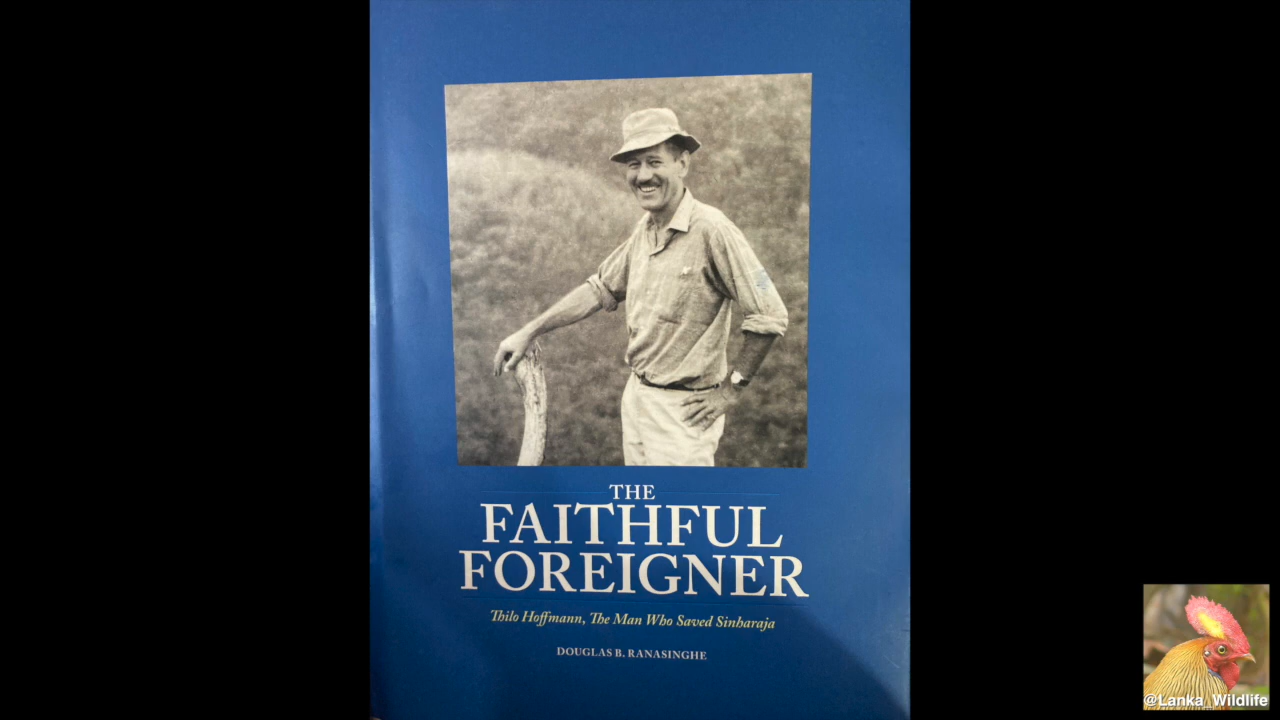 THE
FAITHFUL
FOREIGNER
Thilo Hoffmann, The Man Who Saved Sinharaja
DOUGLAS B. RANASINGHE
@Lanka_Wildlife